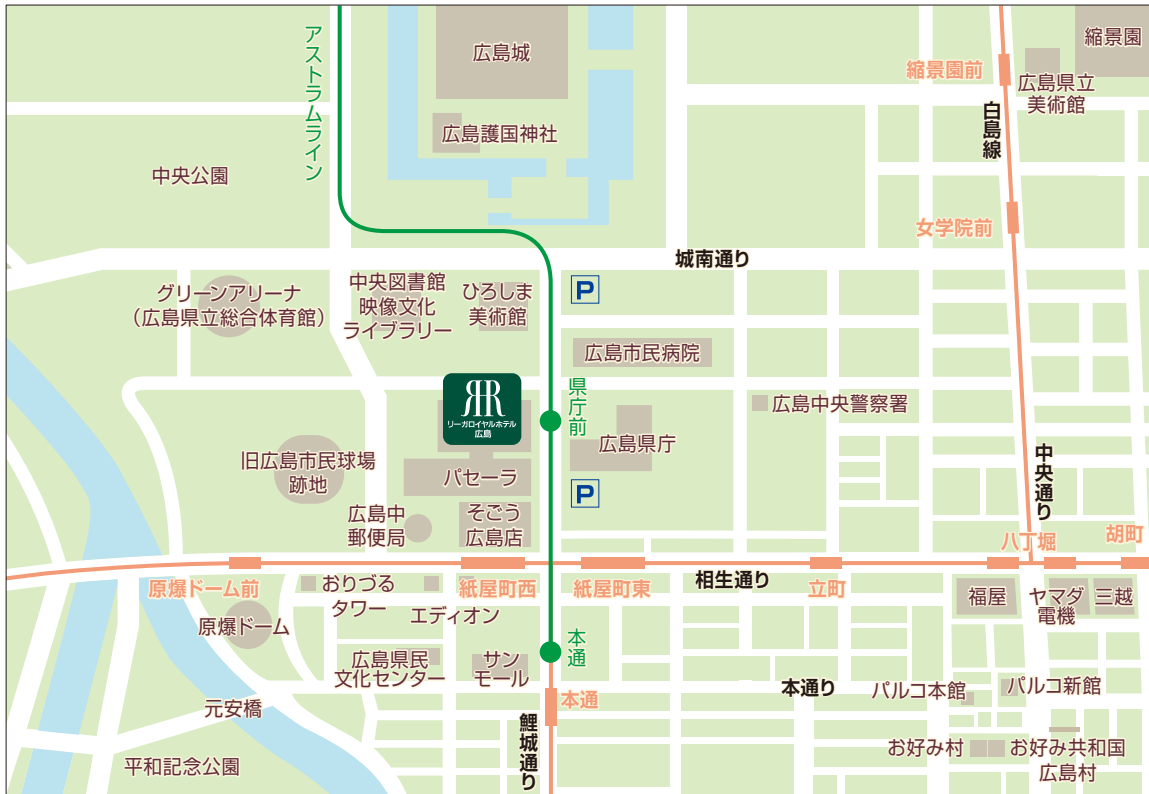 アストラムライン
広島城
縮景園
縮景園前
広島県立
美術館
白島線
広島護国神社
中央公園
女学院前
城南通り
グリーンアリーナ
（広島県立総合体育館）
中央図書館
映像文化
ライブラリー
ひろしま
美術館
P
広島市民病院
リーガロイヤルホテル
広島
県庁前
広島中央警察署
広島県庁
旧広島市民球場
跡地
パセーラ
P
中央通り
広島中
郵便局
そごう
広島店
八丁堀
胡町
原爆ドーム前
おりづる
タワー
紙屋町西
紙屋町東
相生通り
立町
エディオン
福屋
ヤマダ
電機
三越
原爆ドーム
本通
広島県民
文化センター
サン
モール
本通り
パルコ本館
パルコ新館
元安橋
本通
鯉城通り
平和記念公園
お好み村
お好み共和国
広島村